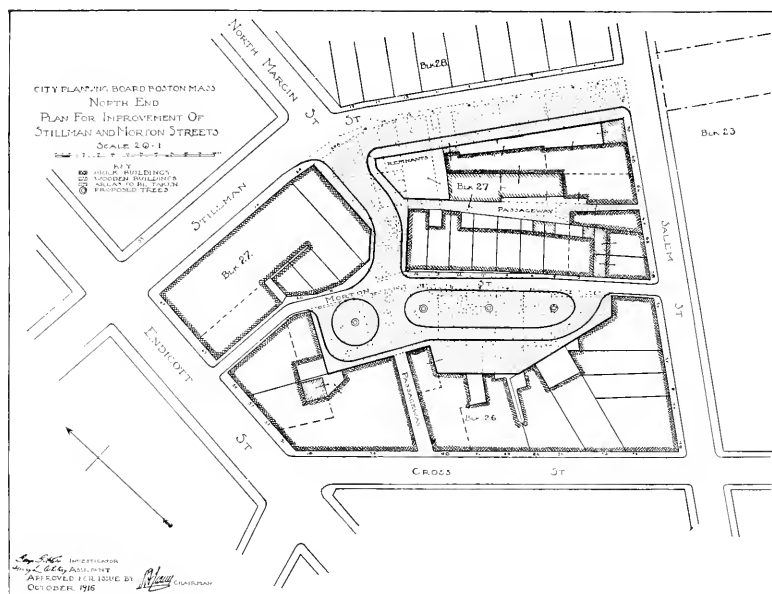 CITY PLANNING BOARD BOSTON MASS
NORTH END
PLAN FOR IMPROVEMENT OF
STILLMAN AND MORTON STREETS
SCALE 20-1
KEY
BRICK BUILDINGS
WOODEN BUILDINGS
AREAS TO BE TAKEN
PROPOSED TREES
NORTH MARGIN ST
ST
BLK 28
BLK 23
STILLMAN
REMNANTS
BLK 27
PASSAGEWAY
SALEM
ST
BLK 27
MORTON
ST
ENDICOTT
ST
PASSAGEWAY
BLK 26
CROSS ST
INVESTIGATOR
ASSISTANT
APPROVED FOR ISSUE BY
CHAIRMAN
OCTOBER 1916